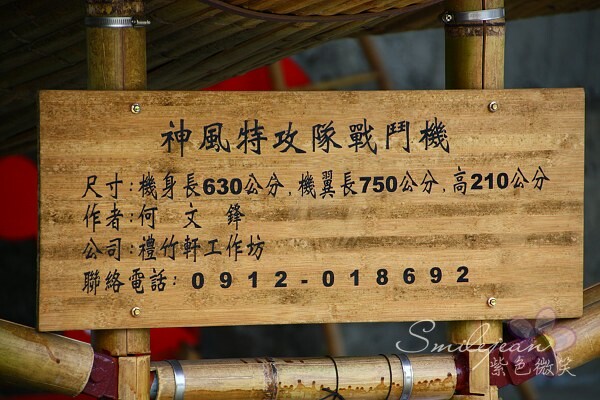 神風特攻隊戰鬥機
尺寸:機身長630公分,機翼長750公分,高210公分
作者:何 文 鋒
公司:禮竹軒工作坊
聯絡電話: 0912-018692
Smilejean
紫色微笑